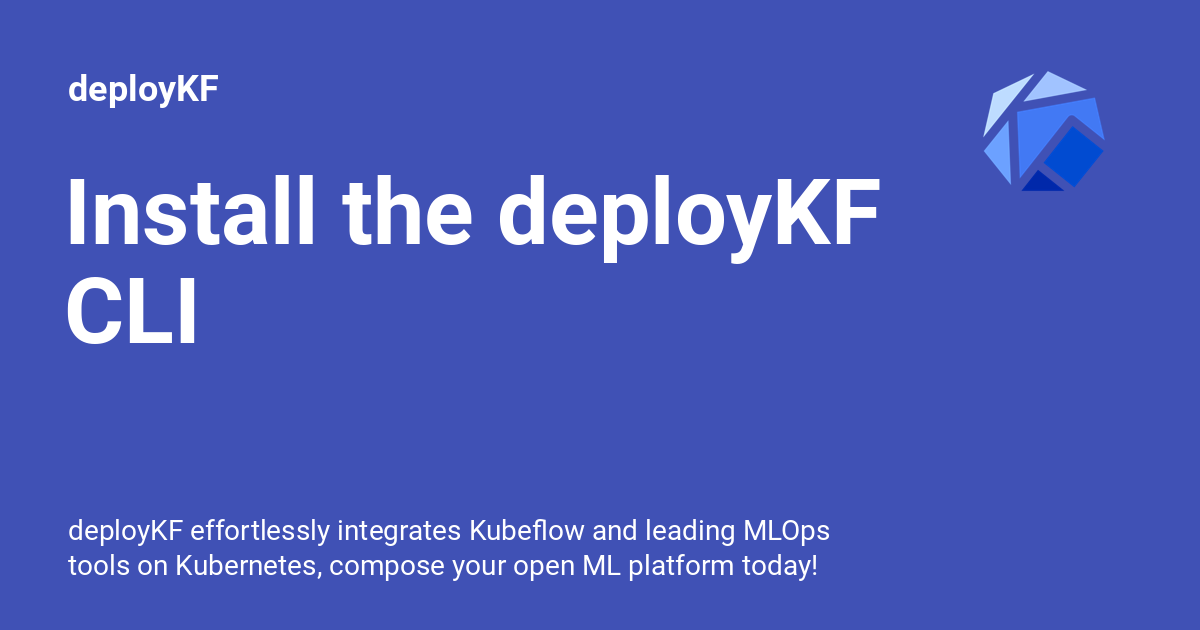 deployKF
Install the deployKF
CLI
deployKF effortlessly integrates Kubeflow and leading MLOps
tools on Kubernetes, compose your open ML platform today!